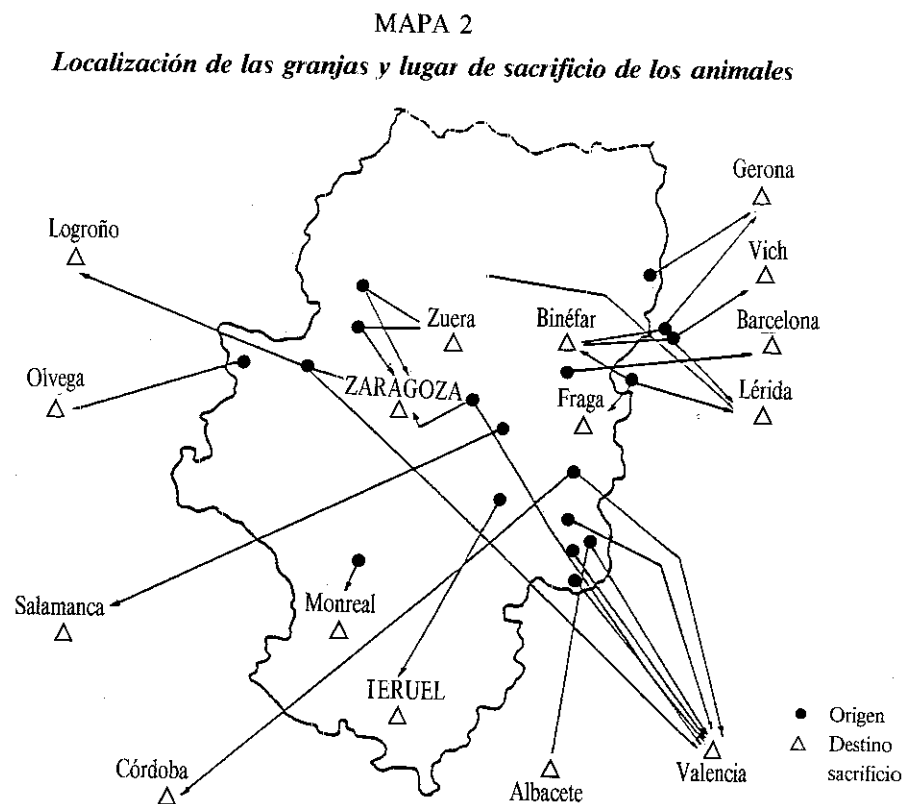 MAPA 2
Localización de las granjas y lugar de sacrificio de los animales
Gerona
Logroño
Vich
Zuera
Binéfar
Barcelona
Olvega
ZARAGOZA
Fraga
Lérida
Salamanca
Monreal
TERUEL
Origen
Destino
sacrificio
Córdoba
Albacete
Valencia